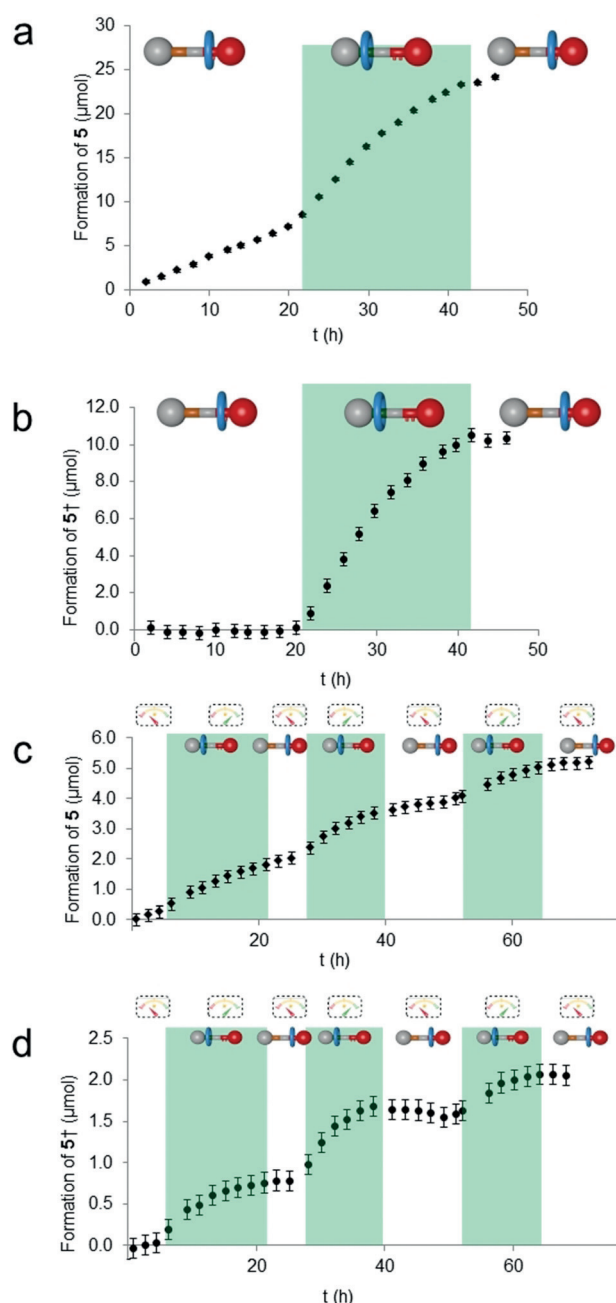 a
Formation of 5 (µmol)
30
25
20
15
10
5
0
0 10 20 30 40 50
t (h)
b
Formation of 5† (µmol)
12.0
10.0
8.0
6.0
4.0
2.0
0.0
0 10 20 30 40 50
t (h)
c
Formation of 5 (µmol)
6.0
5.0
4.0
3.0
2.0
1.0
0.0
20 40 60
t (h)
d
Formation of 5† (µmol)
2.5
2.0
1.5
1.0
0.5
0.0
20 40 60
t (h)